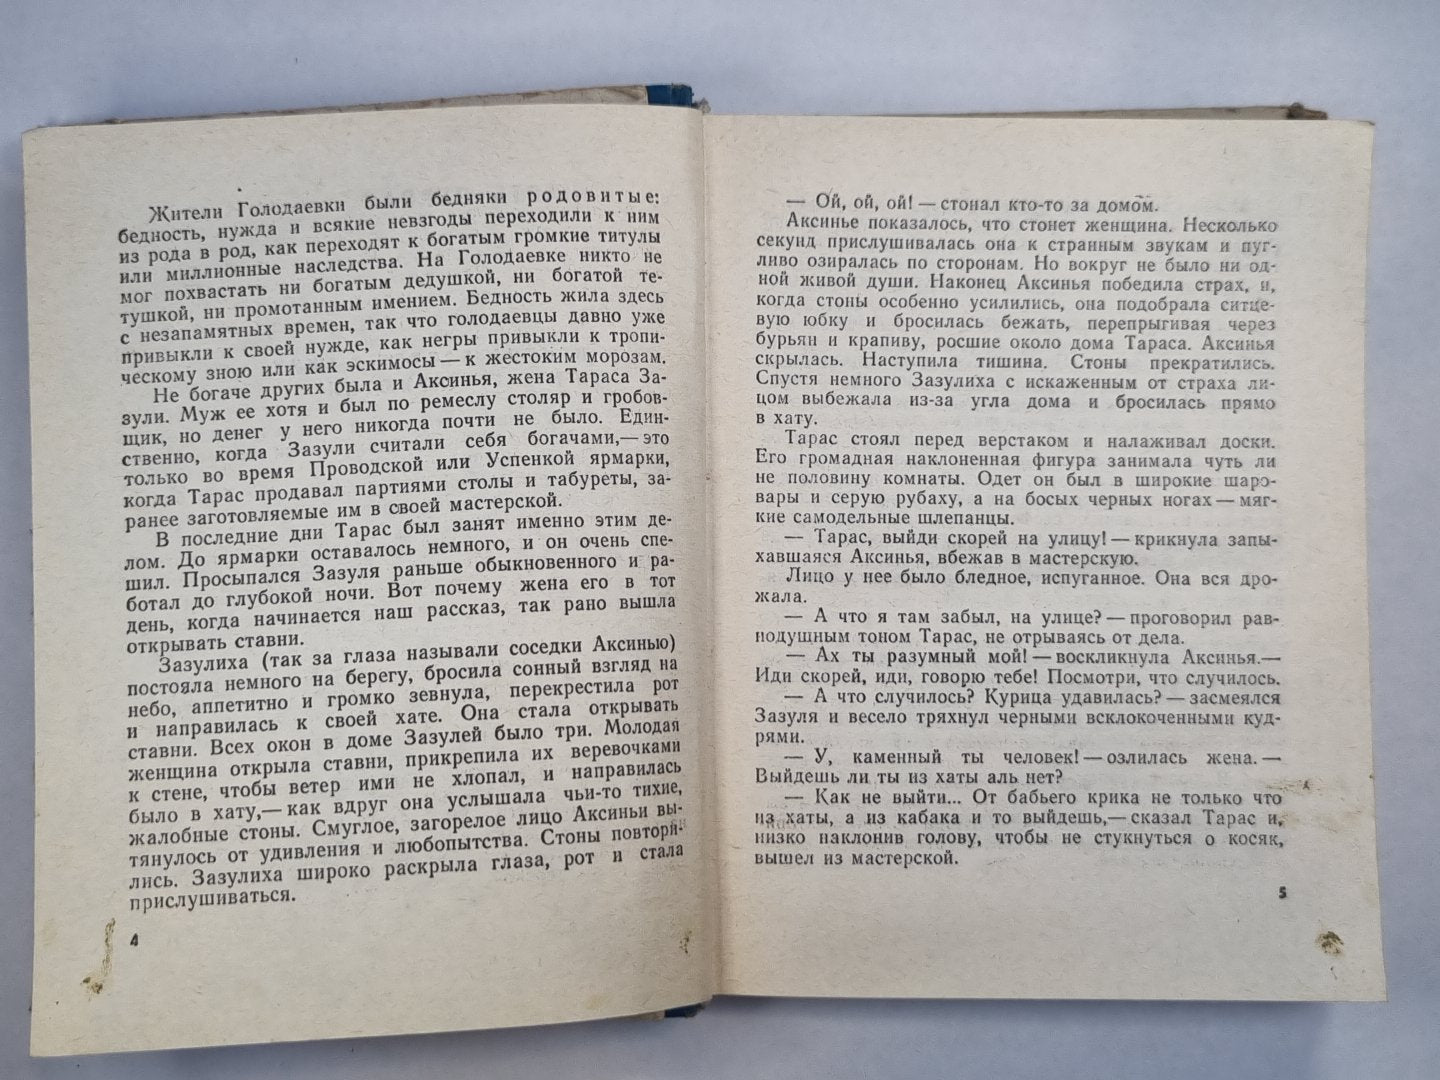 Жители Голодаевки были бедняки родовитые:
бедность, нужда и всякие невзгоды переходили к ним
из рода в род, как переходят к богатым громкие титулы
или миллионные наследства. На Голодаевке никто не
мог похвастать ни богатым дедушкой, ни богатой те-
тушкой, ни промотанным имением. Бедность жила здесь
с незапамятных времен, так что голодаевцы давно уже
привыкли к своей нужде, как негры привыкли к тропи-
ческому зною или как эскимосы — к жестоким морозам.
Не богаче других была и Аксинья, жена Тараса За-
зули. Муж ее хотя и был по ремеслу столяр и гробов-
щик, но денег у него никогда почти не было. Един-
ственно, когда Зазули считали себя богачами,— это
только во время Проводской или Успенкой ярмарки,
когда Тарас продавал партиями столы и табуреты, за-
ранее заготовляемые им в своей мастерской.
В последние дни Тарас был занят именно этим де-
лом. До ярмарки оставалось немного, и он очень спе-
шил. Просыпался Зазуля раньше обыкновенного и ра-
ботал до глубокой ночи. Вот почему жена его в тот
день, когда начинается наш рассказ, так рано вышла
открывать ставни.
Зазулиха (так за глаза называли соседки Аксинью)
постояла немного на берегу, бросила сонный взгляд на
небо, аппетитно и громко зевнула, перекрестила рот
и направилась к своей хате. Она стала открывать
ставни. Всех окон в доме Зазулей было три. Молодая
женщина открыла ставни, прикрепила их веревочками
к стене, чтобы ветер ими не хлопал, и направилась
было в хату,— как вдруг она услышала чьи-то тихие,
жалобные стоны. Смуглое, загорелое лицо Аксиньи вы-
тянулось от удивления и любопытства. Стоны повтори-
лись. Зазулиха широко раскрыла глаза, рот и стала
прислушиваться.
4
— Ой, ой, ой! — стонал кто-то за домом.
Аксинье показалось, что стонет женщина. Несколько
секунд прислушивалась она к странным звукам и пуг-
ливо озиралась по сторонам. Но вокруг не было ни од-
ной живой души. Наконец Аксинья победила страх, и,
когда стоны особенно усилились, она подобрала ситце-
вую юбку и бросилась бежать, перепрыгивая через
бурьян и крапиву, росшие около дома Тараса. Аксинья
скрылась. Наступила тишина. Стоны прекратились.
Спустя немного Зазулиха с искаженным от страха ли-
цом выбежала из-за угла дома и бросилась прямо
в хату.
Тарас стоял перед верстаком и налаживал доски.
Его громадная наклоненная фигура занимала чуть ли
не половину комнаты. Одет он был в широкие шаро-
вары и серую рубаху, а на босых черных ногах — мяг-
кие самодельные шлепанцы.
— Тарас, выйди скорей на улицу! — крикнула запы-
хавшаяся Аксинья, вбежав в мастерскую.
Лицо у нее было бледное, испуганное. Она вся дро-
жала.
— А что я там забыл, на улице? — проговорил рав-
нодушным тоном Тарас, не отрываясь от дела.
— Ах ты разумный мой! — воскликнула Аксинья.—
Иди скорей, иди, говорю тебе! Посмотри, что случилось.
— А что случилось? Курица удавилась? — засмеялся
Зазуля и весело тряхнул черными всклокоченными куд-
рями.
— У, каменный ты человек! — озлилась жена. —
Выйдешь ли ты из хаты аль нет?
— Как не выйти... От бабьего крика не только что
из хаты, а из кабака и то выйдешь,— сказал Тарас и,
низко наклонив голову, чтобы не стукнуться о косяк,
вышел из мастерской.
5